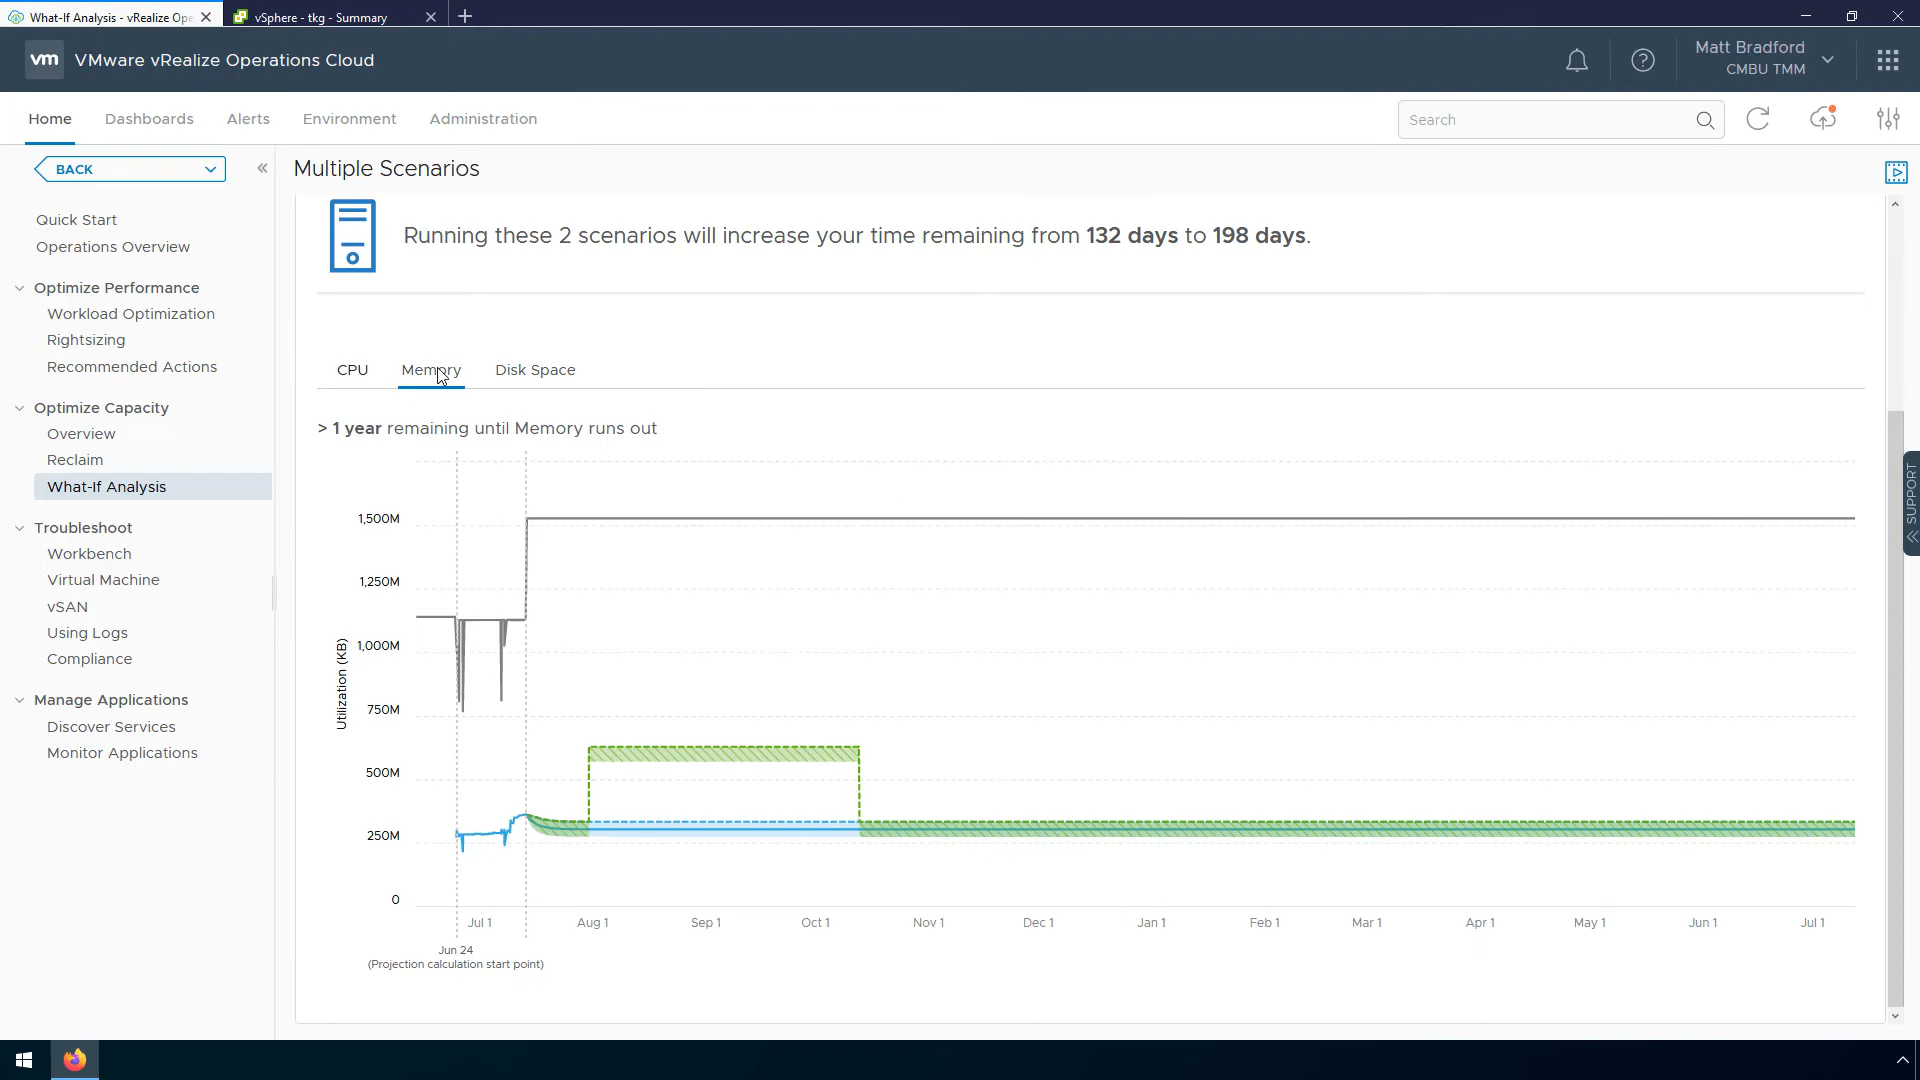 What-If Analysis - vRealize Ope
vSphere - tkg - Summary
vm
VMware vRealize Operations Cloud
Matt Bradford
CMBU TMM
Home
Dashboards
Alerts
Environment
Administration
Search
BACK
Multiple Scenarios
Quick Start
Operations Overview
Optimize Performance
Workload Optimization
Rightsizing
Recommended Actions
Optimize Capacity
Overview
Reclaim
What-If Analysis
Troubleshoot
Workbench
Virtual Machine
vSAN
Using Logs
Compliance
Manage Applications
Discover Services
Monitor Applications
Running these 2 scenarios will increase your time remaining from 132 days to 198 days.
CPU
Memory
Disk Space
> 1 year remaining until Memory runs out
Utilization (KB)
1,500M
1,250M
1,000M
750M
500M
250M
0
Jul 1
Aug 1
Sep 1
Oct 1
Nov 1
Dec 1
Jan 1
Feb 1
Mar 1
Apr 1
May 1
Jun 1
Jul 1
Jun 24
(Projection calculation start point)
SUPPORT